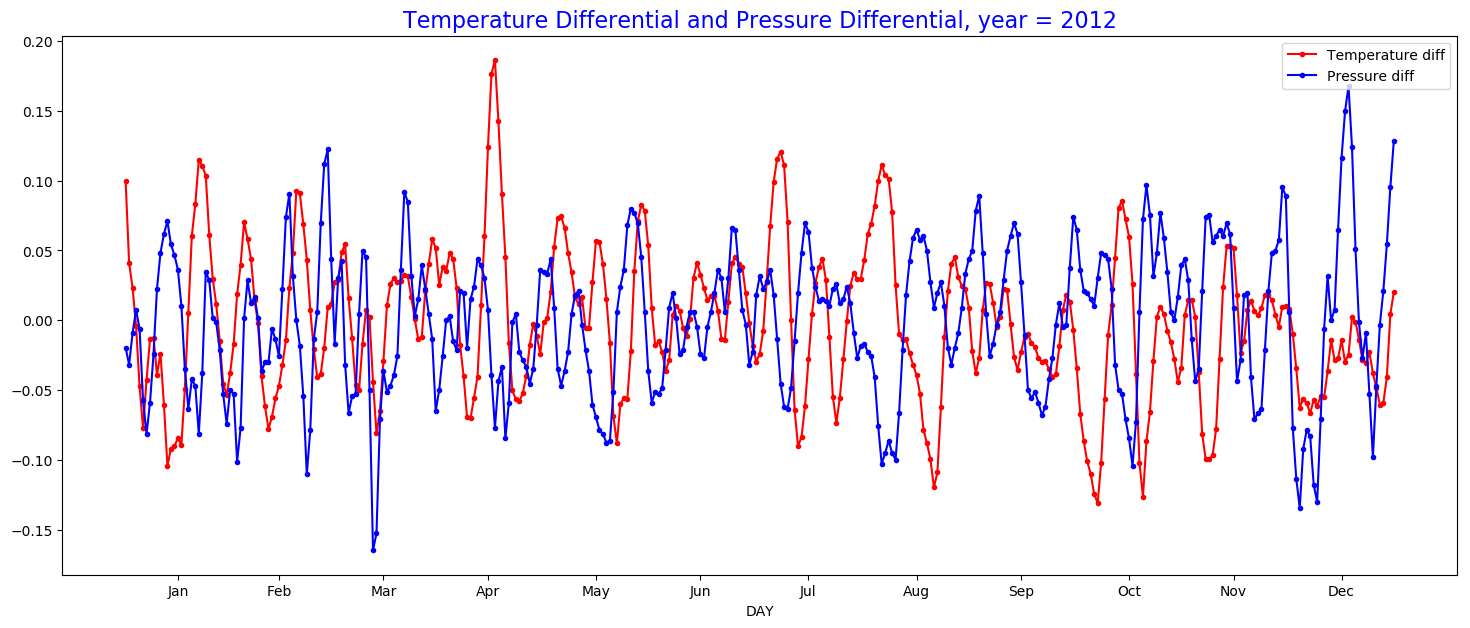 Temperature Differential and Pressure Differential, year = 2012
Temperature diff
Pressure diff
0.20
0.15
0.10
0.05
0.00
−0.05
−0.10
−0.15
Jan Feb Mar Apr May Jun Jul Aug Sep Oct Nov Dec
DAY